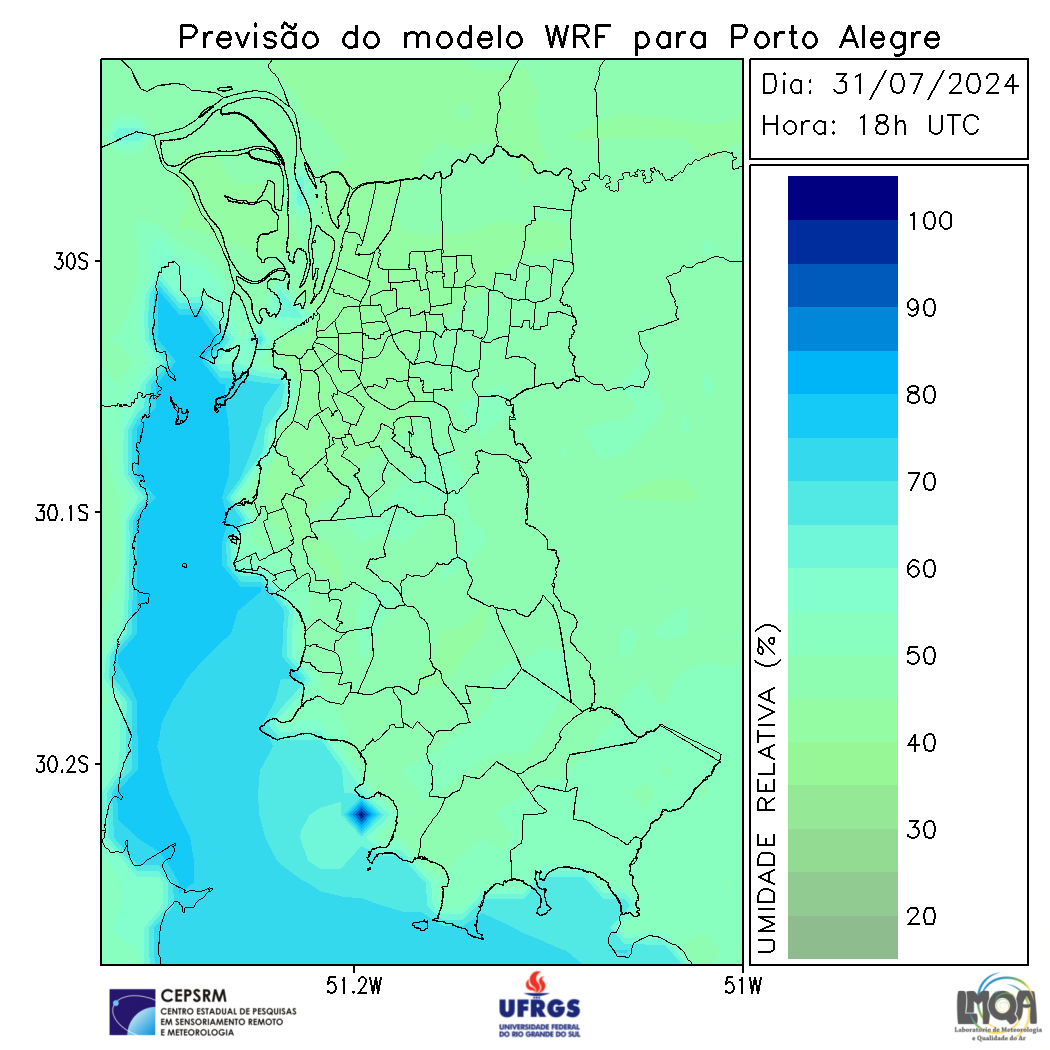 Previsão do modelo WRF para Porto Alegre
Dia: 31/07/2024
Hora: 18h UTC
30S
30.1S
30.2S
51.2W
51W
100
90
80
70
60
50
40
30
20
UMIDADE RELATIVA (%)
CEPSRM
CENTRO ESTADUAL DE PESQUISAS
EM SENSORIAMENTO REMOTO
E METEOROLOGIA
UFRGS
UNIVERSIDADE FEDERAL
DO RIO GRANDE DO SUL
LMQA
Laboratório de Meteorologia
e Qualidade do Ar